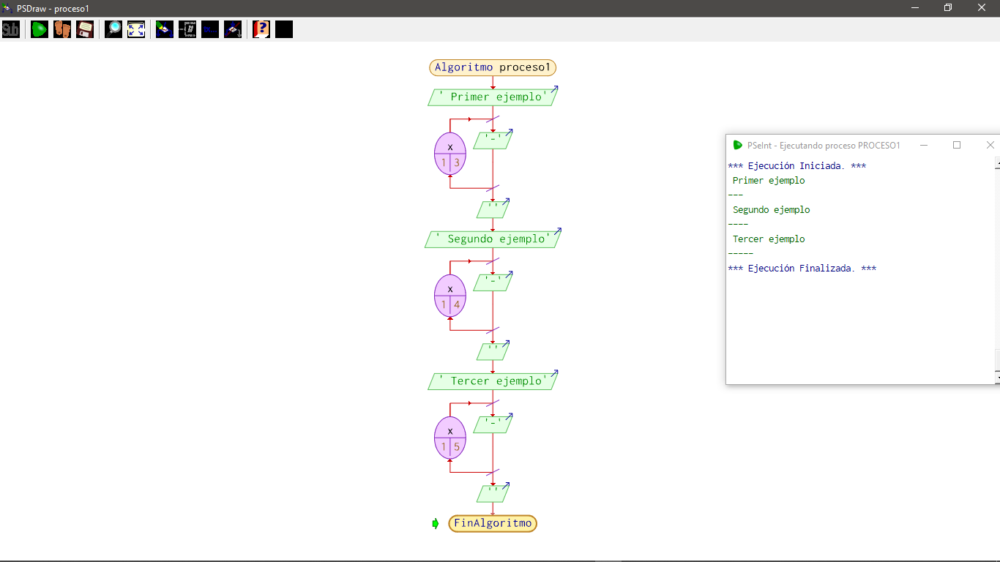 PSDraw - proceso1
Sub
?
Algoritmo proceso1
' Primer ejemplo'
'-'
x
1 3
''
' Segundo ejemplo'
'-'
x
1 4
''
' Tercer ejemplo'
'-'
x
1 5
''
FinAlgoritmo
PSeInt - Ejecutando proceso PROCESO1
*** Ejecución Iniciada. ***
Primer ejemplo
---
Segundo ejemplo
----
Tercer ejemplo
-----
*** Ejecución Finalizada. ***